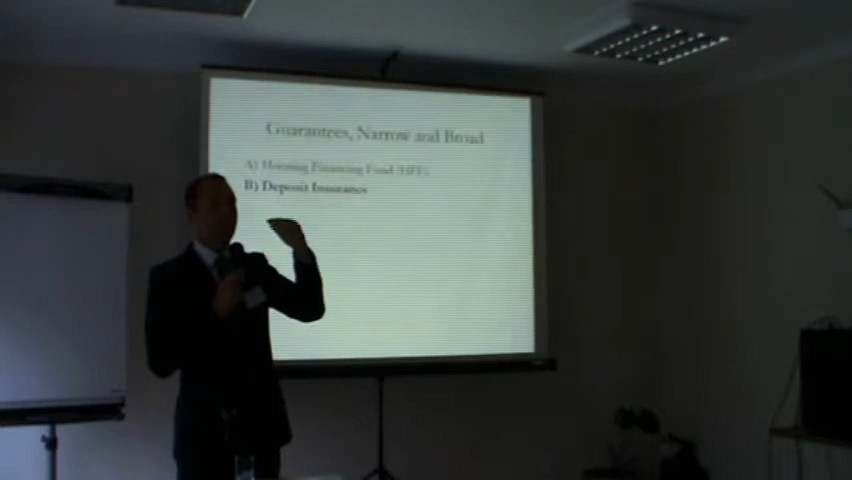 Guarantees, Narrow and Broad
A) Housing Financing Fund (HFF)
B) Deposit Insurance